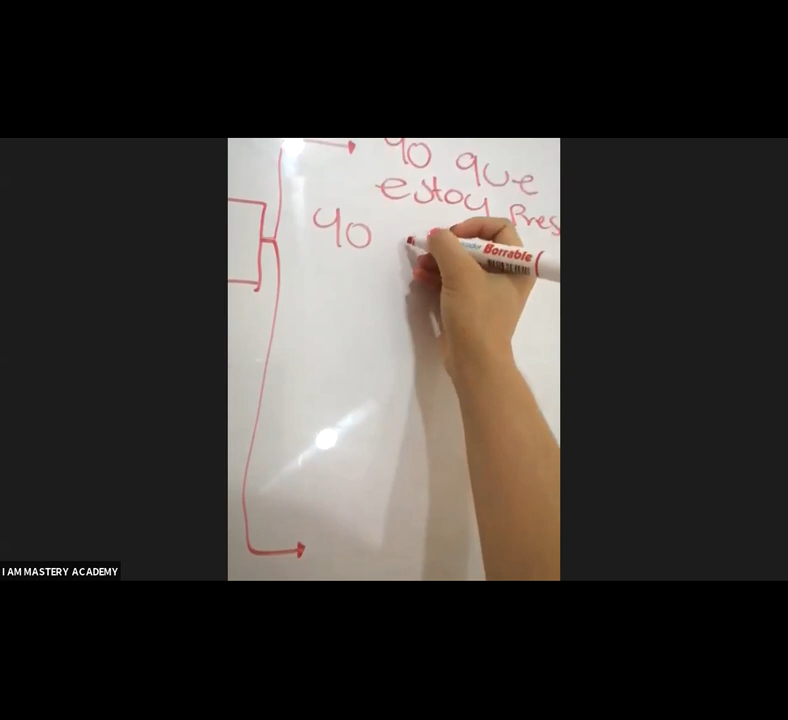 yo que
estoy Pres
yo
Borrable
I AM MASTERY ACADEMY